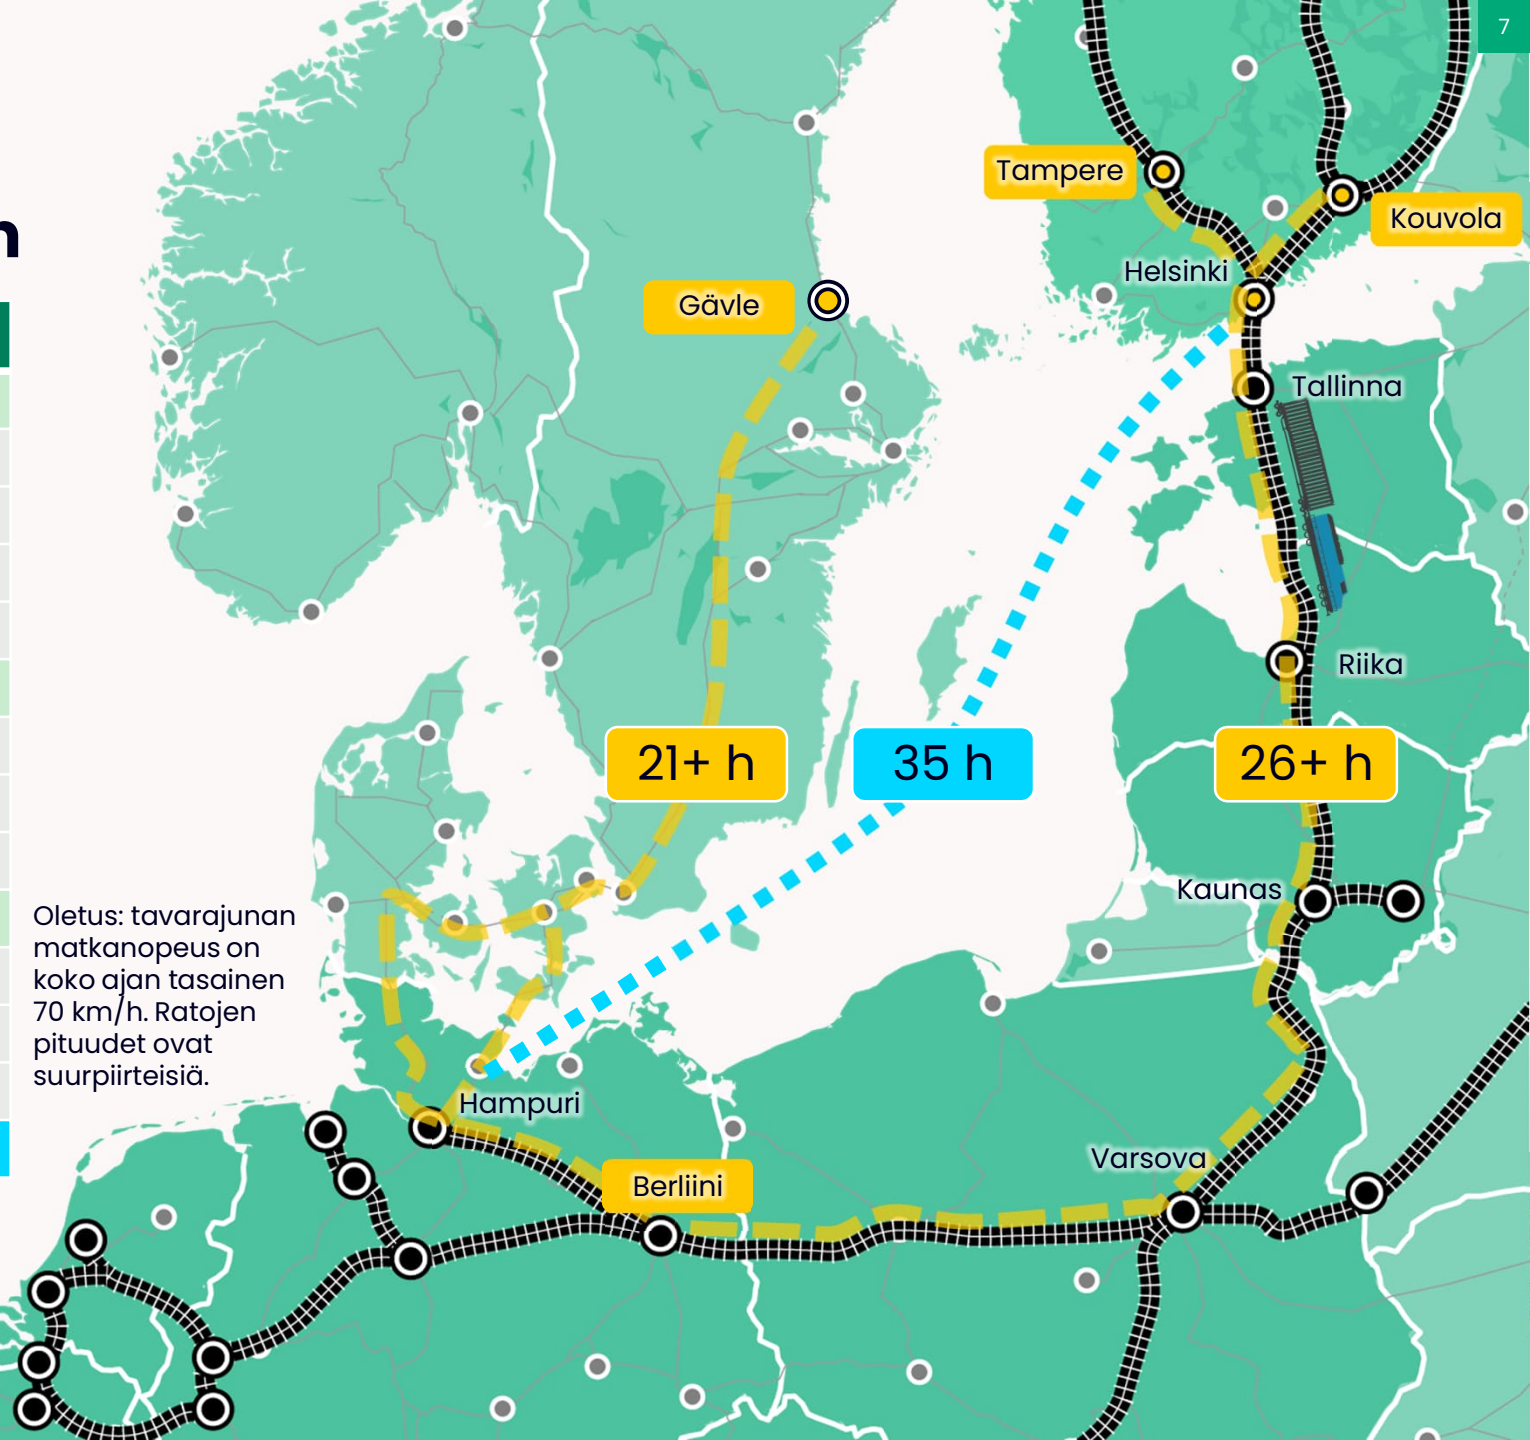 7
Tampere
n
Kouvola
Helsinki
Gävle
Tallinna
Riika
21+ h
35 h
26+ h
Kaunas
Oletus: tavarajunan
matkanopeus on
koko ajan tasainen
70 km/h. Ratojen
pituudet ovat
suurpiirteisiä.
Hampuri
Varsova
Berliini